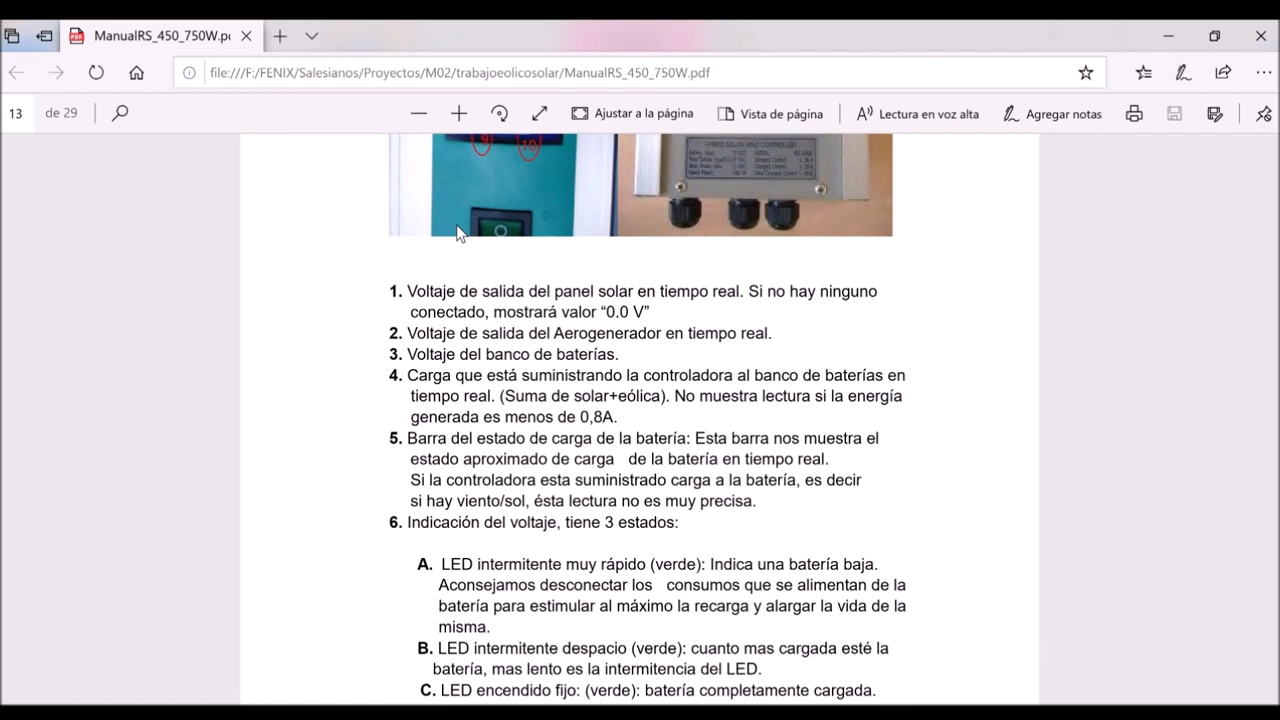 ManualRS_450_750W.p
file:///F:/FENIX/Salesianos/Proyectos/M02/trabajoeolicosolar/ManualRS_450_750W.pdf
13 de 29 Ajustar a la página Vista de página Lectura en voz alta Agregar notas
9 10
HYBRID SOLAR WIND CONTROLLER
1. Voltaje de salida del panel solar en tiempo real. Si no hay ninguno
conectado, mostrará valor “0.0 V”
2. Voltaje de salida del Aerogenerador en tiempo real.
3. Voltaje del banco de baterías.
4. Carga que está suministrando la controladora al banco de baterías en
tiempo real. (Suma de solar+eólica). No muestra lectura si la energía
generada es menos de 0,8A.
5. Barra del estado de carga de la batería: Esta barra nos muestra el
estado aproximado de carga de la batería en tiempo real.
Si la controladora esta suministrado carga a la batería, es decir
si hay viento/sol, ésta lectura no es muy precisa.
6. Indicación del voltaje, tiene 3 estados:
A. LED intermitente muy rápido (verde): Indica una batería baja.
Aconsejamos desconectar los consumos que se alimentan de la
batería para estimular al máximo la recarga y alargar la vida de la
misma.
B. LED intermitente despacio (verde): cuanto mas cargada esté la
batería, mas lento es la intermitencia del LED.
C. LED encendido fijo: (verde): batería completamente cargada.